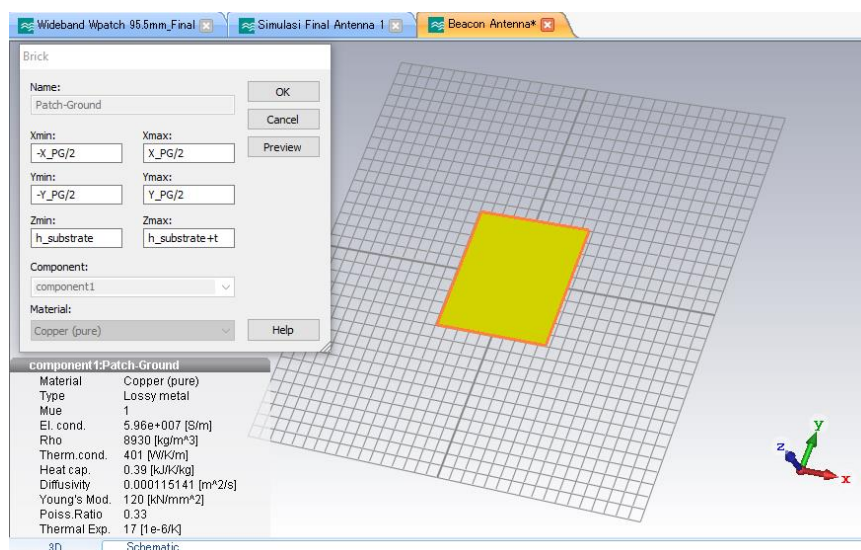 Wideband Wpatch 95.5mm_Final
Simulasi Final Antenna 1
Beacon Antenna*
Brick
Name:
Patch-Ground
OK
Cancel
Preview
Xmin:
Xmax:
-X_PG/2
X_PG/2
Ymin:
Ymax:
-Y_PG/2
Y_PG/2
Zmin:
Zmax:
h_substrate
h_substrate+t
Component:
component1
Material:
Copper (pure)
Help
component1:Patch-Ground
Material Copper (pure)
Type Lossy metal
Mue 1
El. cond. 5.96e+007 [S/m]
Rho 8930 [kg/m^3]
Therm.cond. 401 [W/K/m]
Heat cap. 0.39 [kJ/K/kg]
Diffusivity 0.000115141 [m^2/s]
Young's Mod. 120 [kN/mm^2]
Poiss.Ratio 0.33
Thermal Exp. 17 [1e-6/K]
y
z
x
3D Schematic